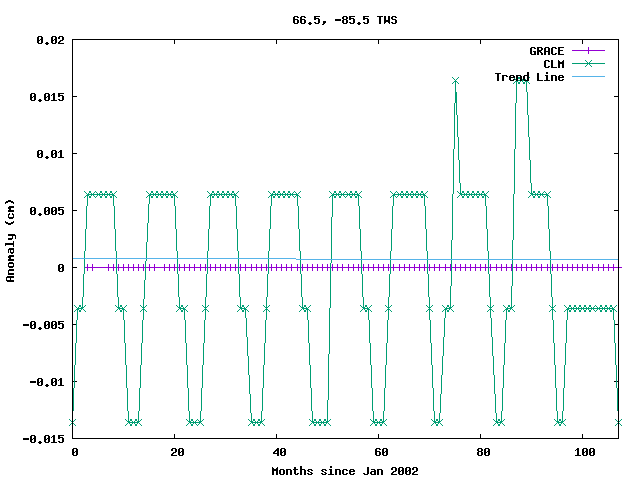 66.5, -85.5 TWS
0.02
0.015
0.01
0.005
0
-0.005
-0.01
-0.015
Anomaly (cm)
GRACE
CLM
Trend Line
0 20 40 60 80 100
Months since Jan 2002